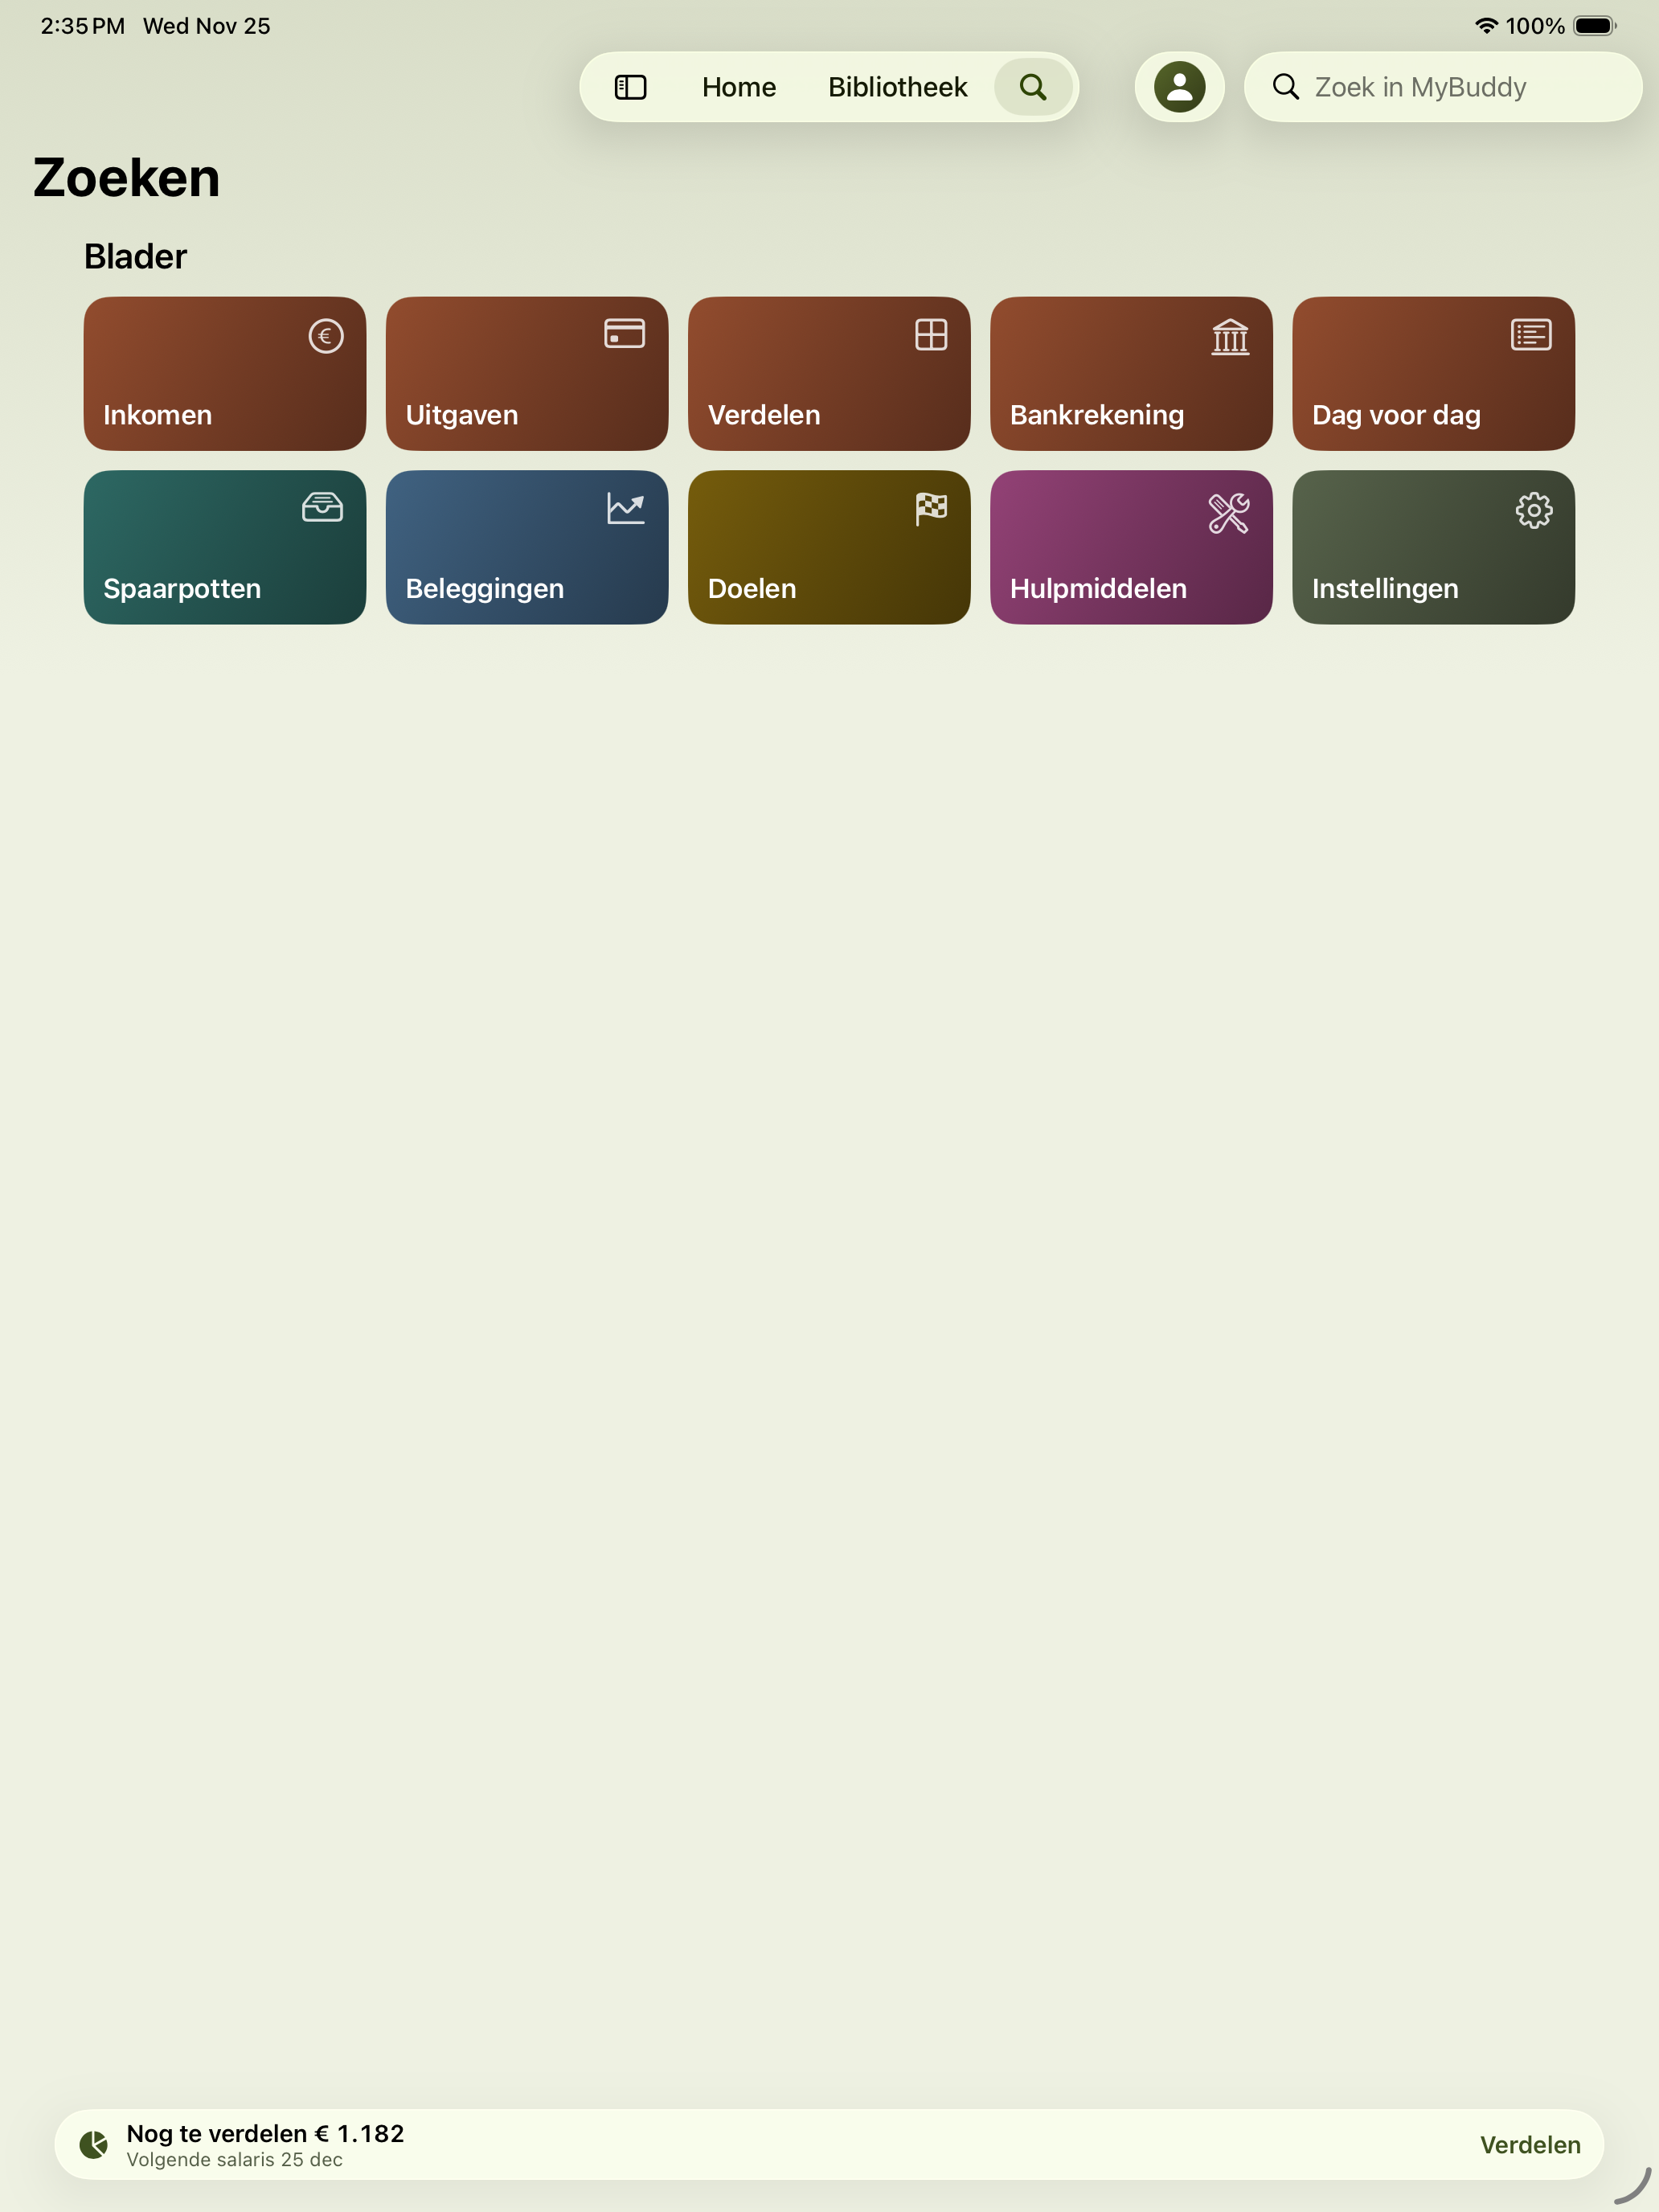 2:35 PM Wed Nov 25
100%
Home
Bibliotheek
Zoek in MyBuddy
Zoeken
Blader
€
Inkomen
Uitgaven
Verdelen
Bankrekening
Dag voor dag
Spaarpotten
Beleggingen
Doelen
Hulpmiddelen
Instellingen
Nog te verdelen € 1.182
Volgende salaris 25 dec
Verdelen